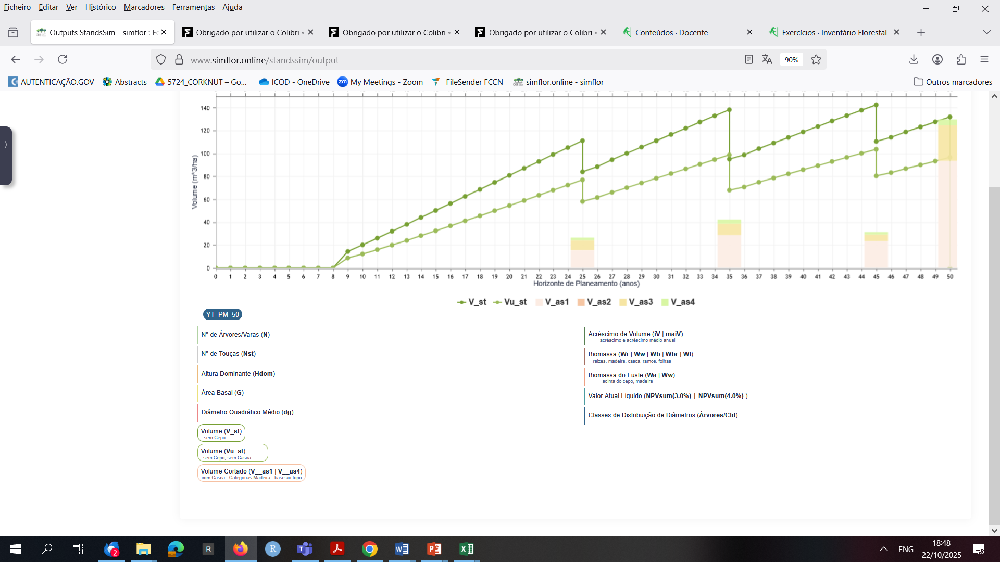 Ficheiro Editar Ver Histórico Marcadores Ferramentas Ajuda
Outputs StandsSim - simflor : Fo
Obrigado por utilizar o Colibri •
Obrigado por utilizar o Colibri •
Obrigado por utilizar o Colibri •
Conteúdos · Docente
Exercícios · Inventário Florestal
www.simflor.online/standssim/output
90%
AUTENTICAÇÃO.GOV
Abstracts
5724_CORKNUT – Go...
ICOD - OneDrive
zm My Meetings - Zoom
FileSender FCCN
simflor.online - simflor
Outros marcadores
Volume (m^3/ha)
140
120
100
80
60
40
20
0
0 1 2 3 4 5 6 7 8 9 10 11 12 13 14 15 16 17 18 19 20 21 22 23 24 25 26 27 28 29 30 31 32 33 34 35 36 37 38 39 40 41 42 43 44 45 46 47 48 49 50
Horizonte de Planeamento (anos)
V_st Vu_st V_as1 V_as2 V_as3 V_as4
YT_PM_50
Nº de Árvores/Varas (N)
Nº de Touças (Nst)
Altura Dominante (Hdom)
Área Basal (G)
Diâmetro Quadrático Médio (dg)
Volume (V_st)
sem Cepo
Volume (Vu_st)
sem Cepo, sem Casca
Volume Cortado (V__as1 | V__as4)
com Casca - Categorias Madeira - base ao topo
Acréscimo de Volume (iV | maiV)
acréscimo e acréscimo médio anual
Biomassa (Wr | Ww | Wb | Wbr | Wl)
raizes, madeira, casca, ramos, folhas
Biomassa do Fuste (Wa | Ww)
acima do cepo, madeira
Valor Atual Líquido (NPVsum(3.0%) | NPVsum(4.0%) )
Classes de Distribuição de Diâmetros (Árvores/Cld)
2
R
R
ENG
18:48
22/10/2025